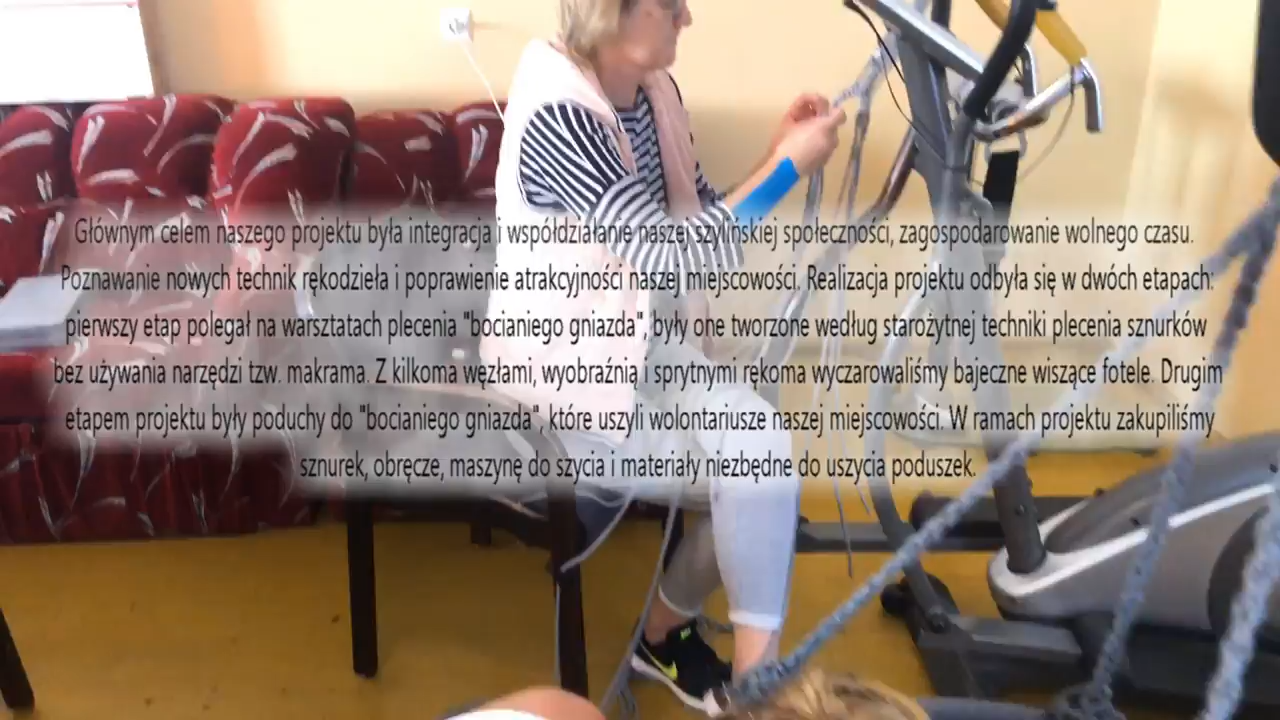 Głównym celem naszego projektu była integracja i współdziałanie naszej szylińskiej społeczności, zagospodarowanie wolnego czasu.
Poznawanie nowych technik rękodzieła i poprawienie atrakcyjności naszej miejscowości. Realizacja projektu odbyła się w dwóch etapach:
pierwszy etap polegał na warsztatach plecenia "bocianiego gniazda", były one tworzone według starożytnej techniki plecenia sznurków
bez używania narzędzi tzw. makrama. Z kilkoma węzłami, wyobraźnią i sprytnymi rękoma wyczarowaliśmy bajeczne wiszące fotele. Drugim
etapem projektu były poduchy do "bocianiego gniazda", które uszyli wolontariusze naszej miejscowości. W ramach projektu zakupiliśmy
sznurek, obręcze, maszynę do szycia i materiały niezbędne do uszycia poduszek.